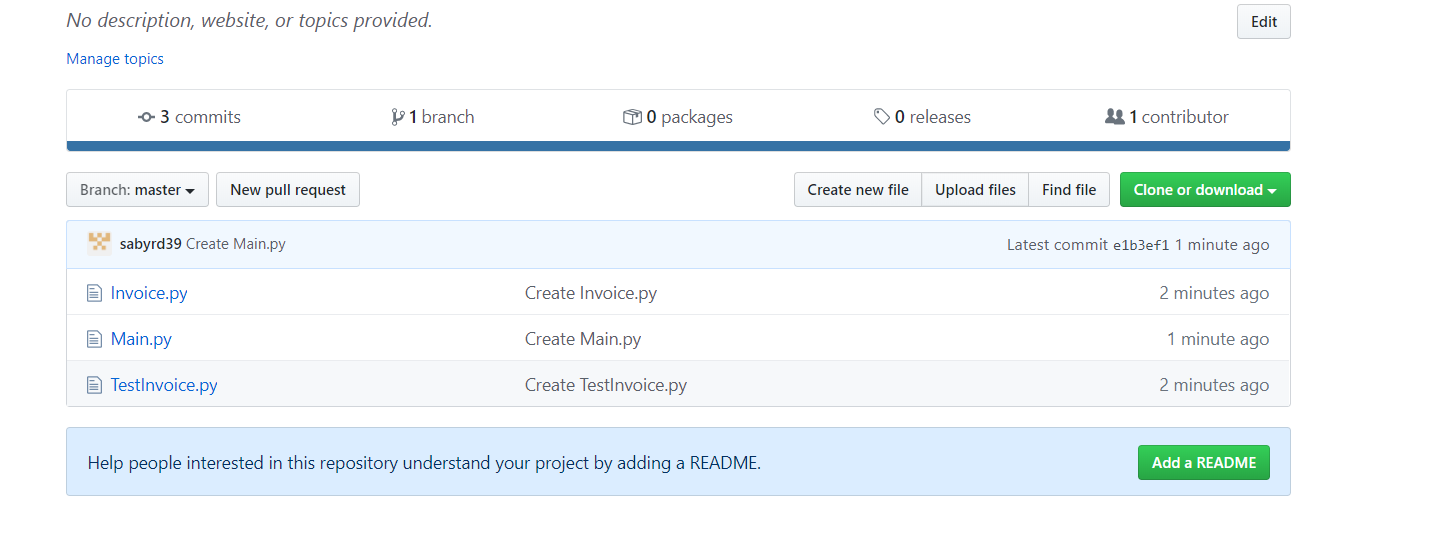 No description, website, or topics provided. Edit
Manage topics
3 commits 1 branch 0 packages 0 releases 1 contributor
Branch: master New pull request Create new file Upload files Find file Clone or download
sabyrd39 Create Main.py Latest commit e1b3ef1 1 minute ago
Invoice.py Create Invoice.py 2 minutes ago
Main.py Create Main.py 1 minute ago
TestInvoice.py Create TestInvoice.py 2 minutes ago
Help people interested in this repository understand your project by adding a README. Add a README